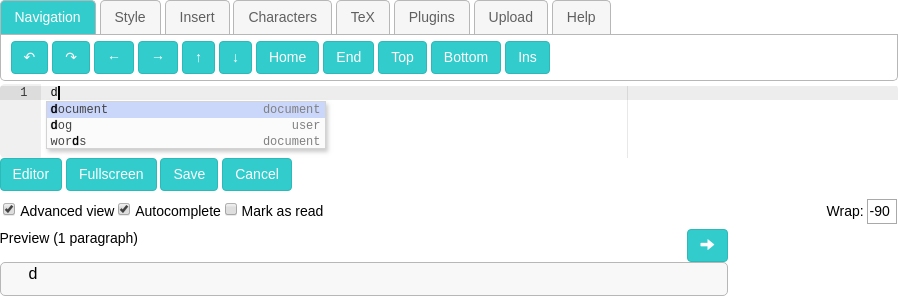 Navigation Style Insert Characters TeX Plugins Upload Help
↶ ↷ ← → ↑ ↓ Home End Top Bottom Ins
1 d
document document
dog user
words document
Editor Fullscreen Save Cancel
Advanced view Autocomplete Mark as read Wrap: -90
Preview (1 paragraph)
d